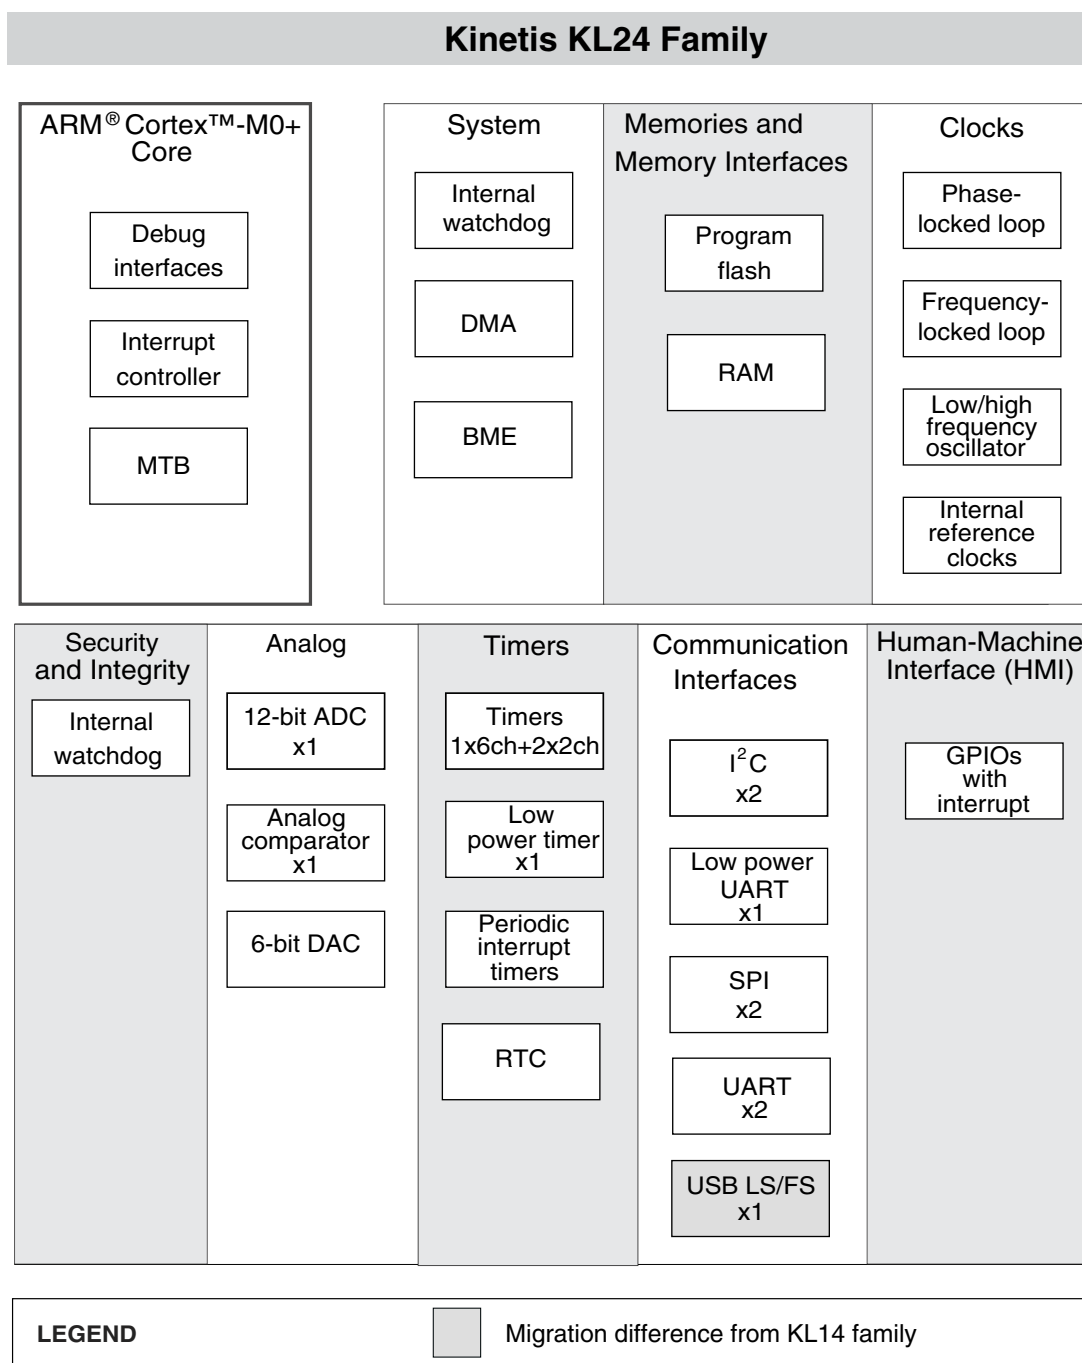 Kinetis KL24 Family
ARM® Cortex™-M0+
Core
Debug
interfaces
Interrupt
controller
MTB
System
Internal
watchdog
DMA
BME
Memories and
Memory Interfaces
Program
flash
RAM
Clocks
Phase-
locked loop
Frequency-
locked loop
Low/high
frequency
oscillator
Internal
reference
clocks
Security
and Integrity
Internal
watchdog
Analog
12-bit ADC
x1
Analog
comparator
x1
6-bit DAC
Timers
Timers
1x6ch+2x2ch
Low
power timer
x1
Periodic
interrupt
timers
RTC
Communication
Interfaces
I²C
x2
Low power
UART
x1
SPI
x2
UART
x2
USB LS/FS
x1
Human-Machine
Interface (HMI)
GPIOs
with
interrupt
LEGEND
Migration difference from KL14 family